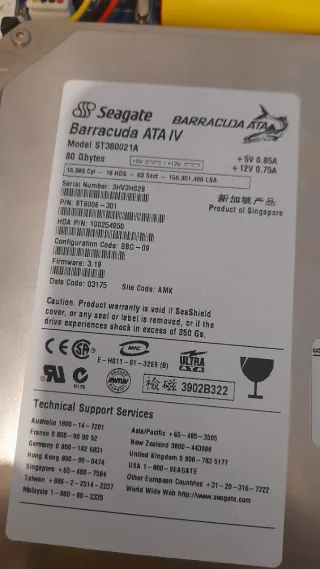 Seagate
BARRACUDA ATA
Barracuda ATA IV
Model ST380021A
80 Gbytes
+5V 0.85A
+12V 0.75A
16,383 Cyl - 16 HDS - 63 Sect - 156,301,488 LBA
Serial Number: 3HV3HS28
新加坡产品
Product of Singapore
P/N: 9T6006-301
HDA P/N: 100254950
Configuration Code: SBC-09
Firmware: 3.19
Date Code: 03175
Site Code: AMK
Caution. Product warranty is void if SeaShield
cover, or any seal or label is removed, or if the
drive experiences shock in excess of 350 Gs.
CE
SA
MIC
E-H011-01-3269 (B)
ULTRA
ATA
N176
3902B322
Technical Support Services
Australia 1800-14-7201
France 0 800-90 90 52
Germany 0 800-182 6831
Hong Kong 800-90-0474
Singapore +65-488-7584
Taiwan +886-2-2514-2237
Malaysia 1-800-80-2335
Asia/Pacific +65-485-3595
New Zealand 0800-443988
United Kingdom 0 800-783 5177
USA 1-800-SEAGATE
Other European Countries +31-20-316-7222
World Wide Web http://www.seagate.com